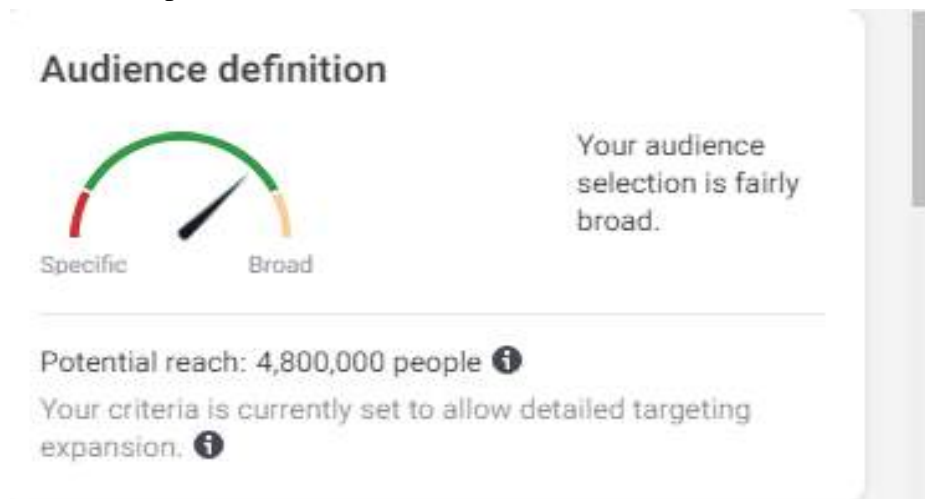 Audience definition
Your audience
selection is fairly
broad.
Specific
Broad
Potential reach: 4,800,000 people
Your criteria is currently set to allow detailed targeting
expansion.